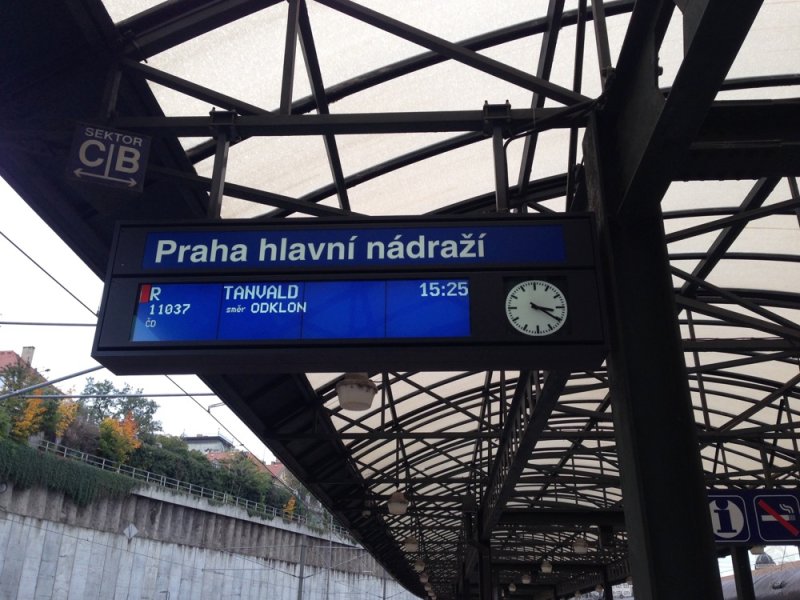 SEKTOR
C|B
Praha hlavní nádraží
R TANVALD 15:25
11037 směr ODKLON
ČD
i